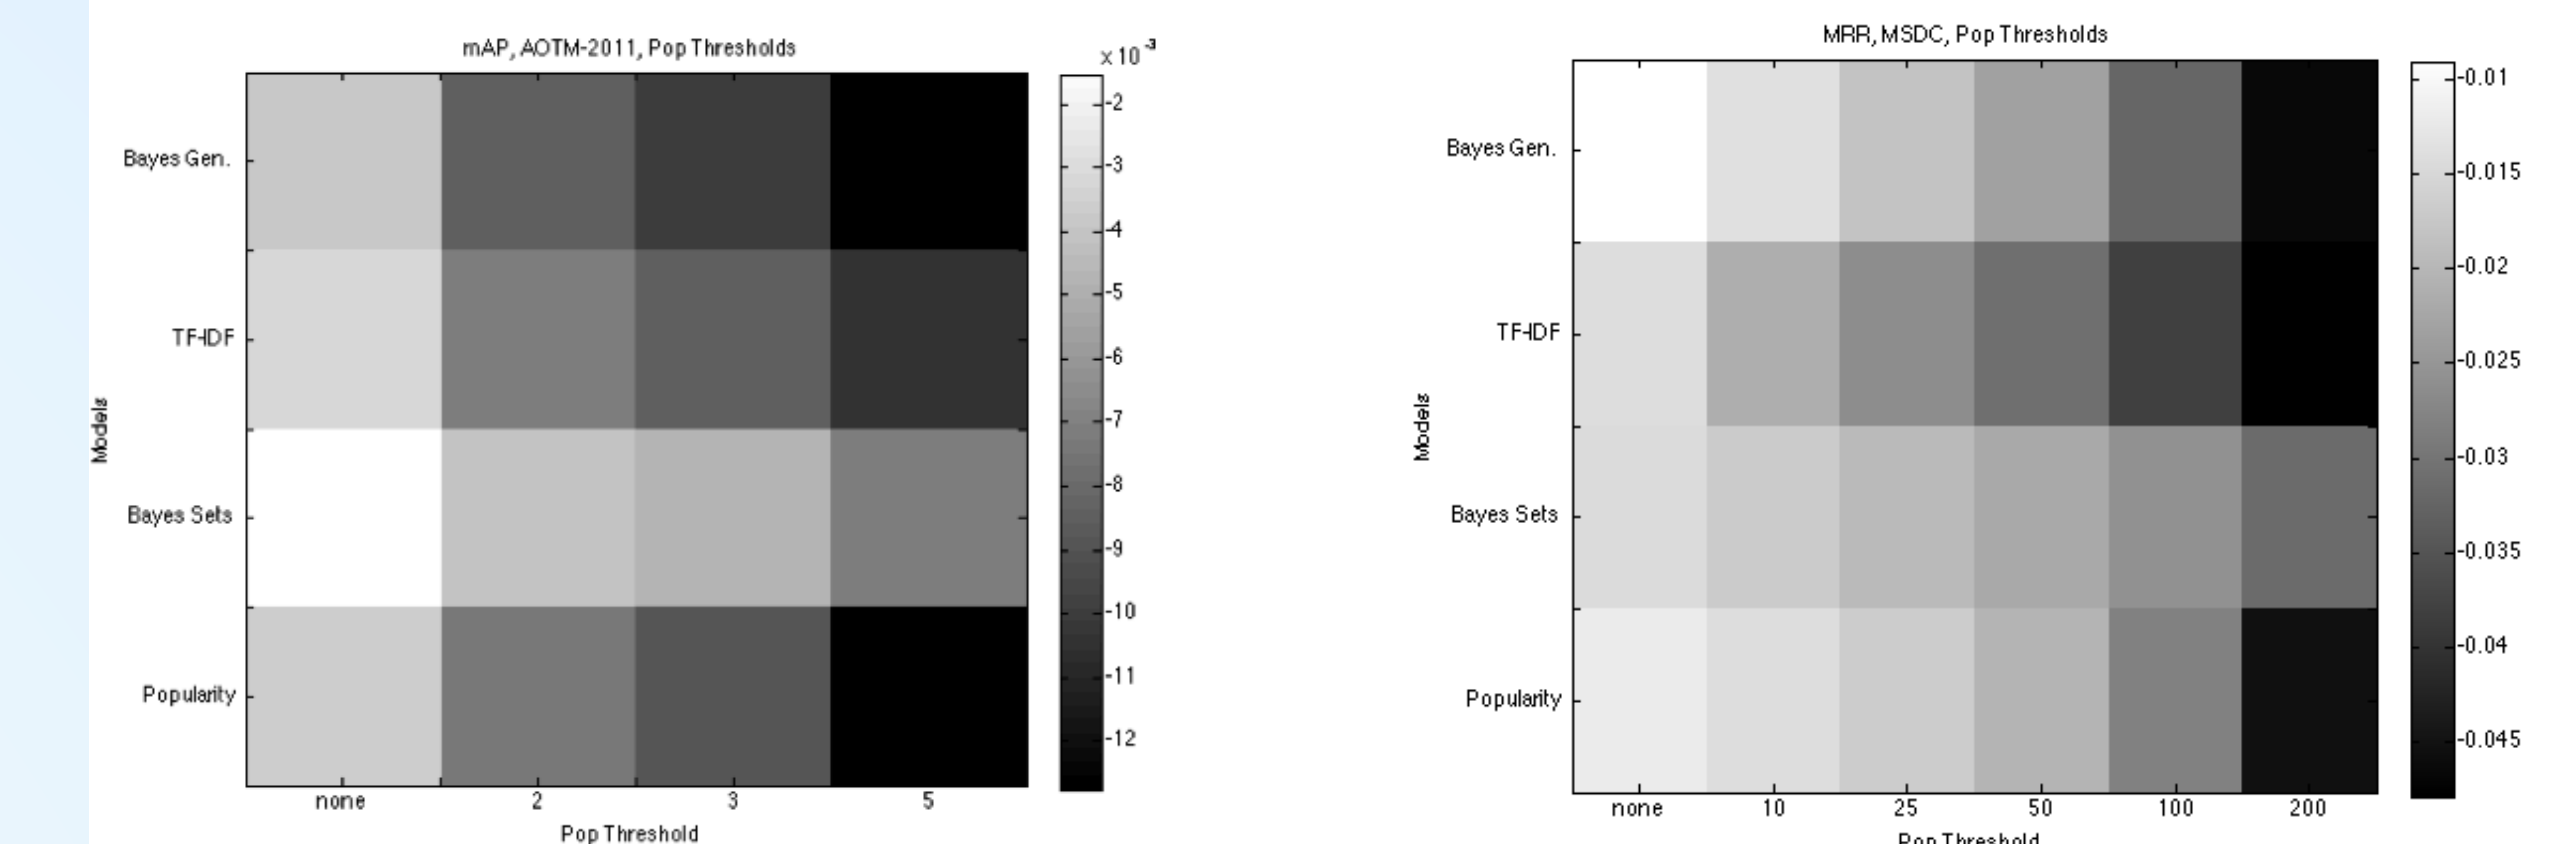 mAP, AOTM-2011, Pop Thresholds
x 10^-3
Bayes Gen.
TF-IDF
Bayes Sets
Popularity
Models
none 2 3 5
Pop Threshold
-2
-3
-4
-5
-6
-7
-8
-9
-10
-11
-12
MRR, MSDC, Pop Thresholds
Bayes Gen.
TF-IDF
Bayes Sets
Popularity
Models
none 10 25 50 100 200
Pop Threshold
-0.01
-0.015
-0.02
-0.025
-0.03
-0.035
-0.04
-0.045